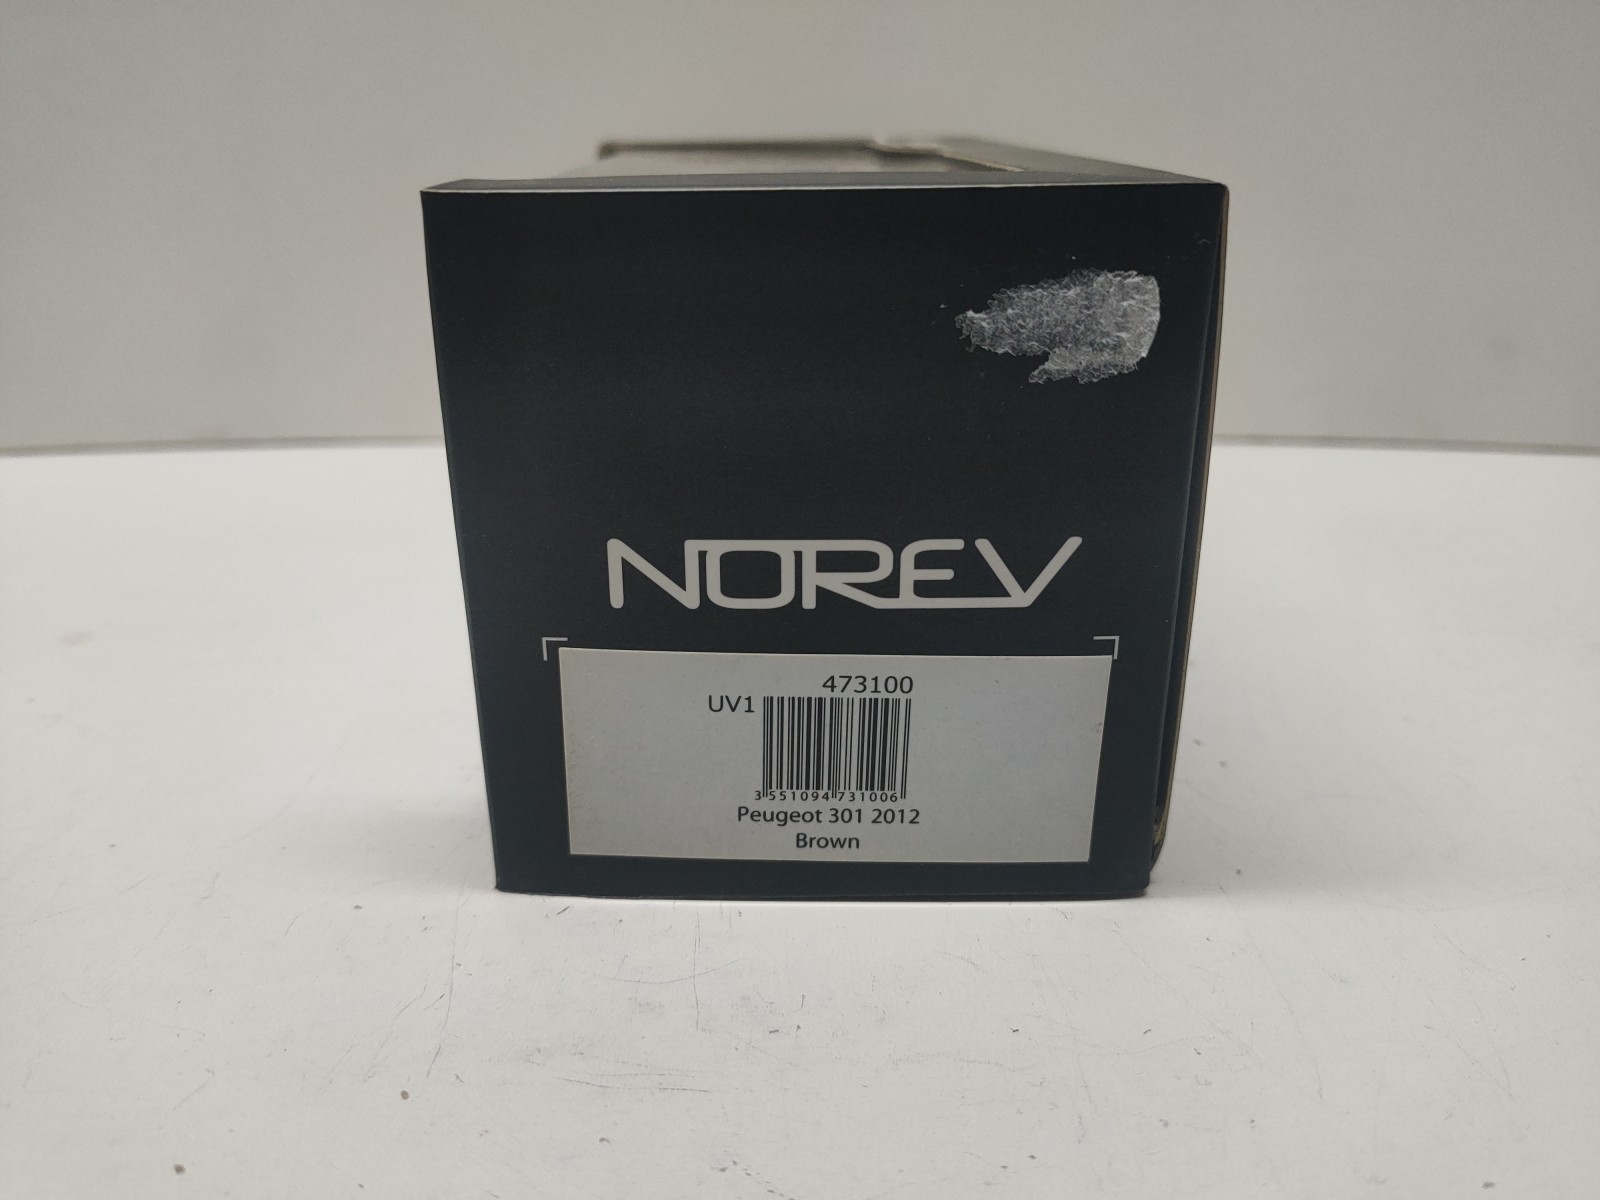 NOREV
473100
UV1
3 551094 731006
Peugeot 301 2012
Brown